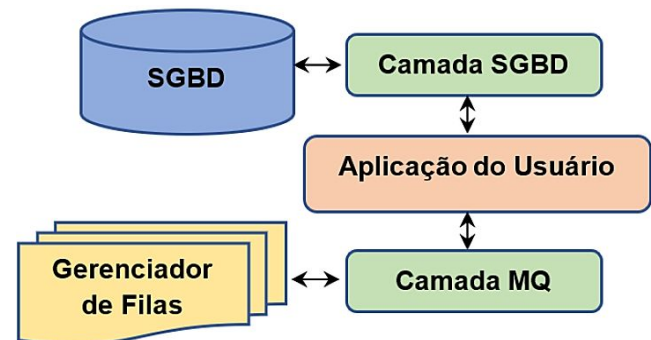 SGBD
Camada SGBD
Aplicação do Usuário
Gerenciador
de Filas
Camada MQ